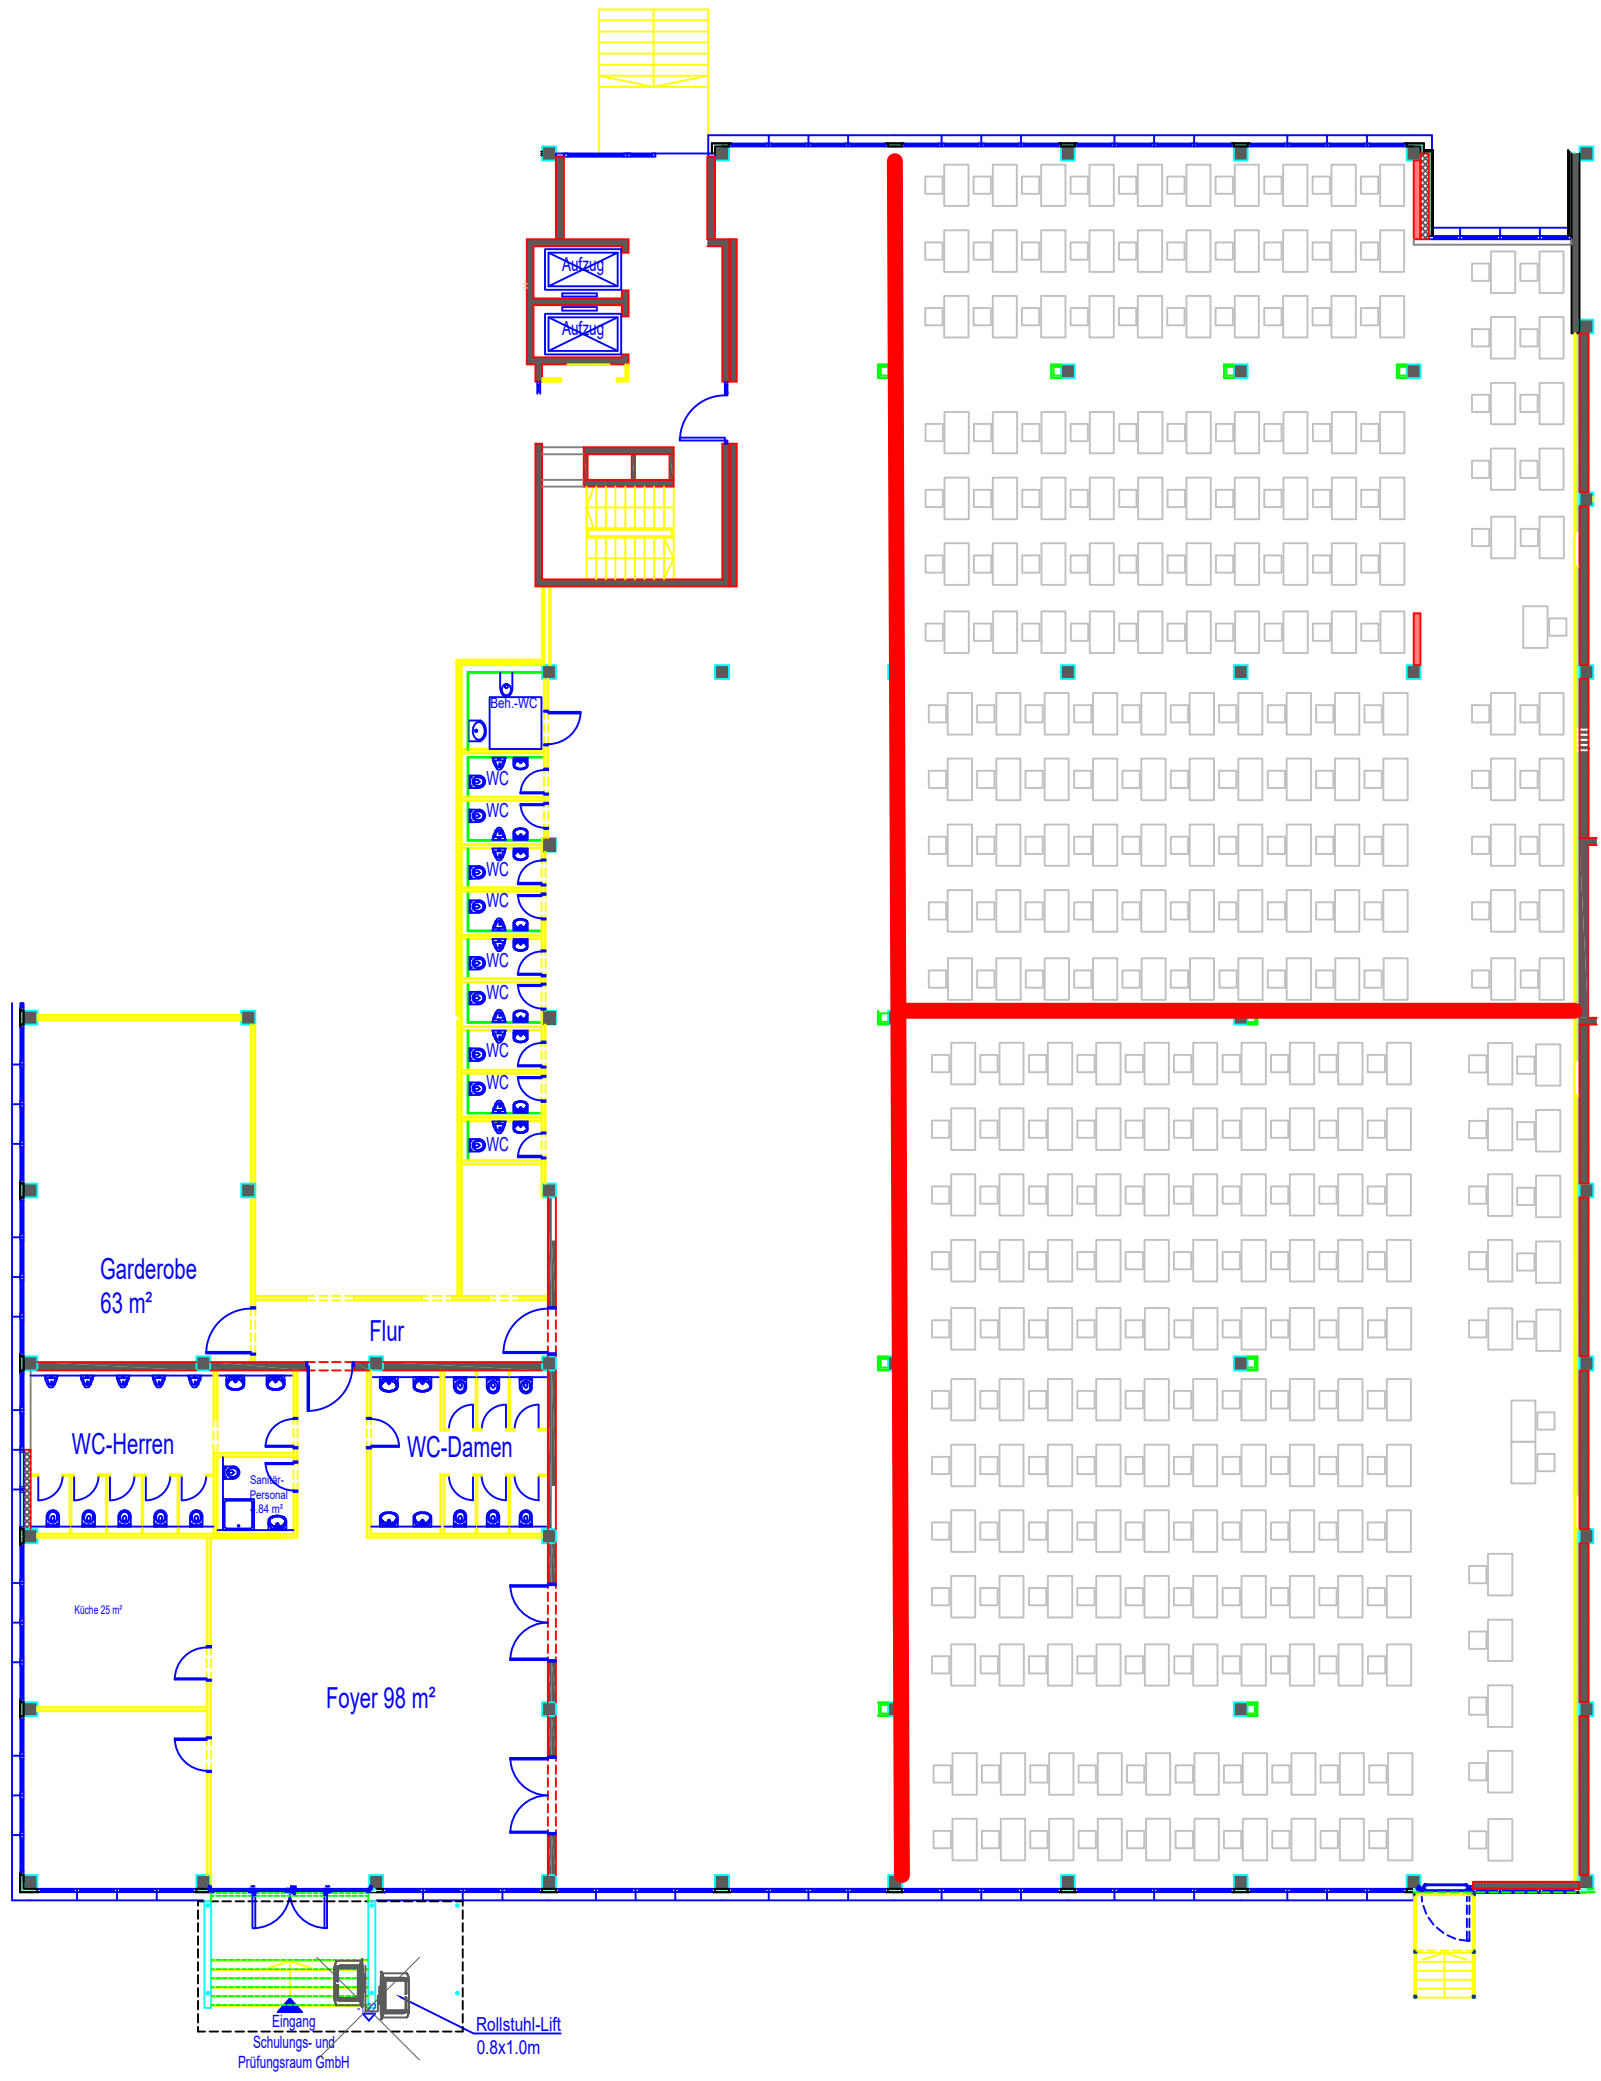 Aufzug
Aufzug
Beh.-WC
WC
WC
WC
WC
WC
WC
WC
WC
WC
Garderobe
63 m²
Flur
WC-Herren
WC-Damen
Sanitär-
Personal
Küche 25 m²
Foyer 98 m²
Eingang
Schulungs- und
Prüfungsraum GmbH
Rollstuhl-Lift
0.8x1.0m